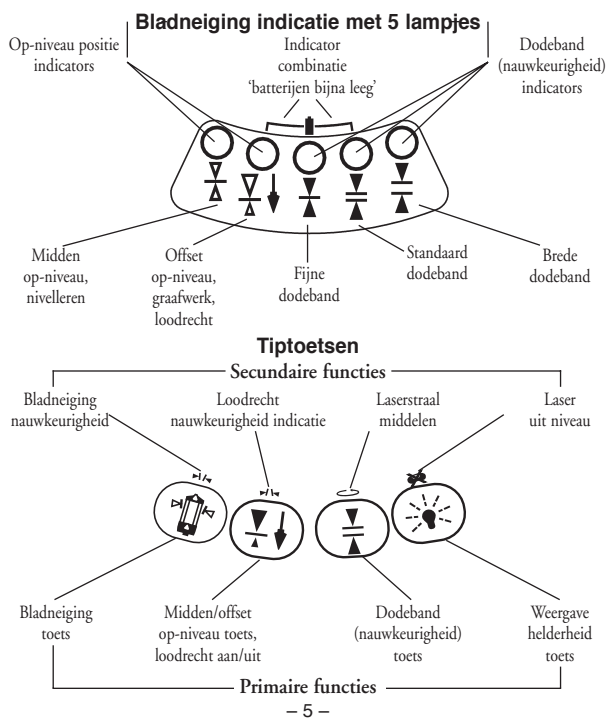 Bladneiging indicatie met 5 lampjes
Op-niveau positie
indicators
Indicator
combinatie
'batterijen bijna leeg'
Dodeband
(nauwkeurigheid)
indicators
Midden
op-niveau,
nivelleren
Offset
op-niveau,
graafwerk,
loodrecht
Fijne
dodeband
Standaard
dodeband
Brede
dodeband
Tiptoetsen
Secundaire functies
Bladneiging
nauwkeurigheid
Loodrecht
nauwkeurigheid indicatie
Laserstraal
middelen
Laser
uit niveau
Bladneiging
toets
Midden/offset
op-niveau toets,
loodrecht aan/uit
Dodeband
(nauwkeurigheid)
toets
Weergave
helderheid
toets
Primaire functies
– 5 –